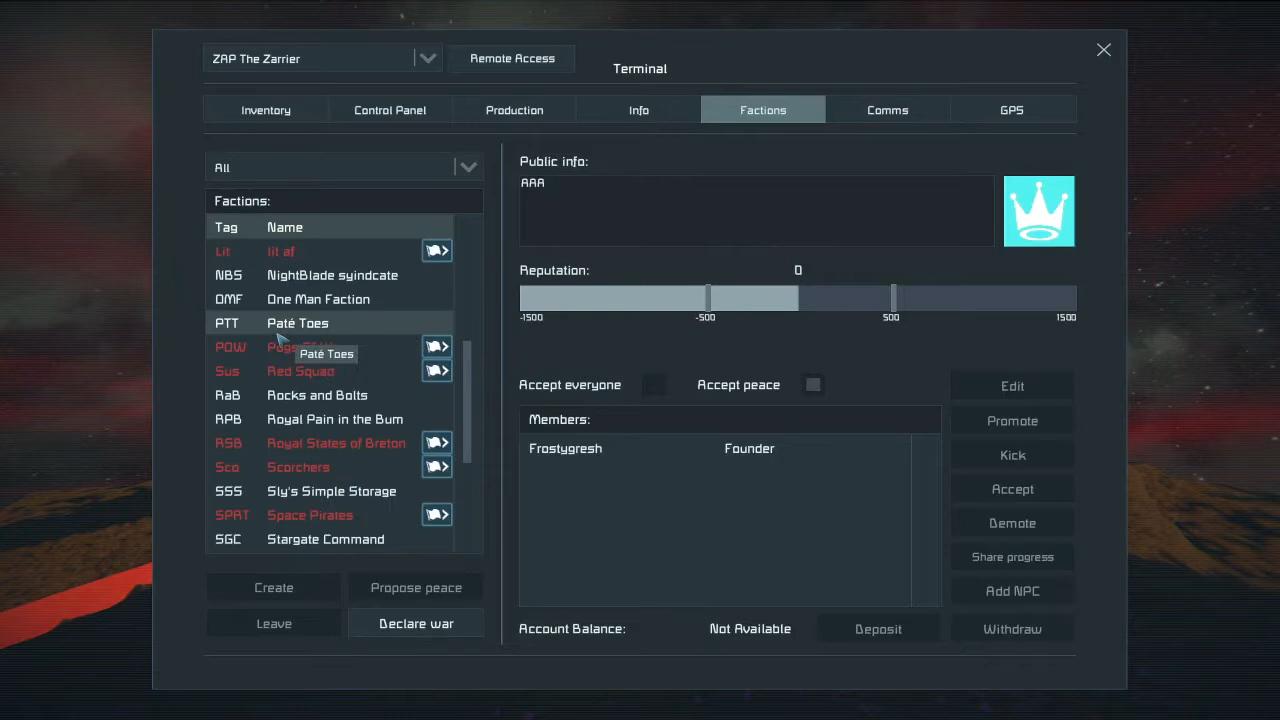 ZAP The Zarrier
Remote Access
Terminal
Inventory
Control Panel
Production
Info
Factions
Comms
GPS
All
Factions:
Tag Name
Lit lit af
NBS NightBlade syindcate
OMF One Man Faction
PTT Paté Toes
POW
Paté Toes
Sus Red Squad
RaB Rocks and Bolts
RPB Royal Pain in the Bum
RSB Royal States of Breton
Sco Scorchers
SSS Sly's Simple Storage
SPRT Space Pirates
SGC Stargate Command
Create
Propose peace
Leave
Declare war
Public info:
AAA
Reputation: 0
-1500 -500 500 1500
Accept everyone
Accept peace
Members:
Frostygresh Founder
Edit
Promote
Kick
Accept
Demote
Share progress
Add NPC
Account Balance: Not Available
Deposit
Withdraw